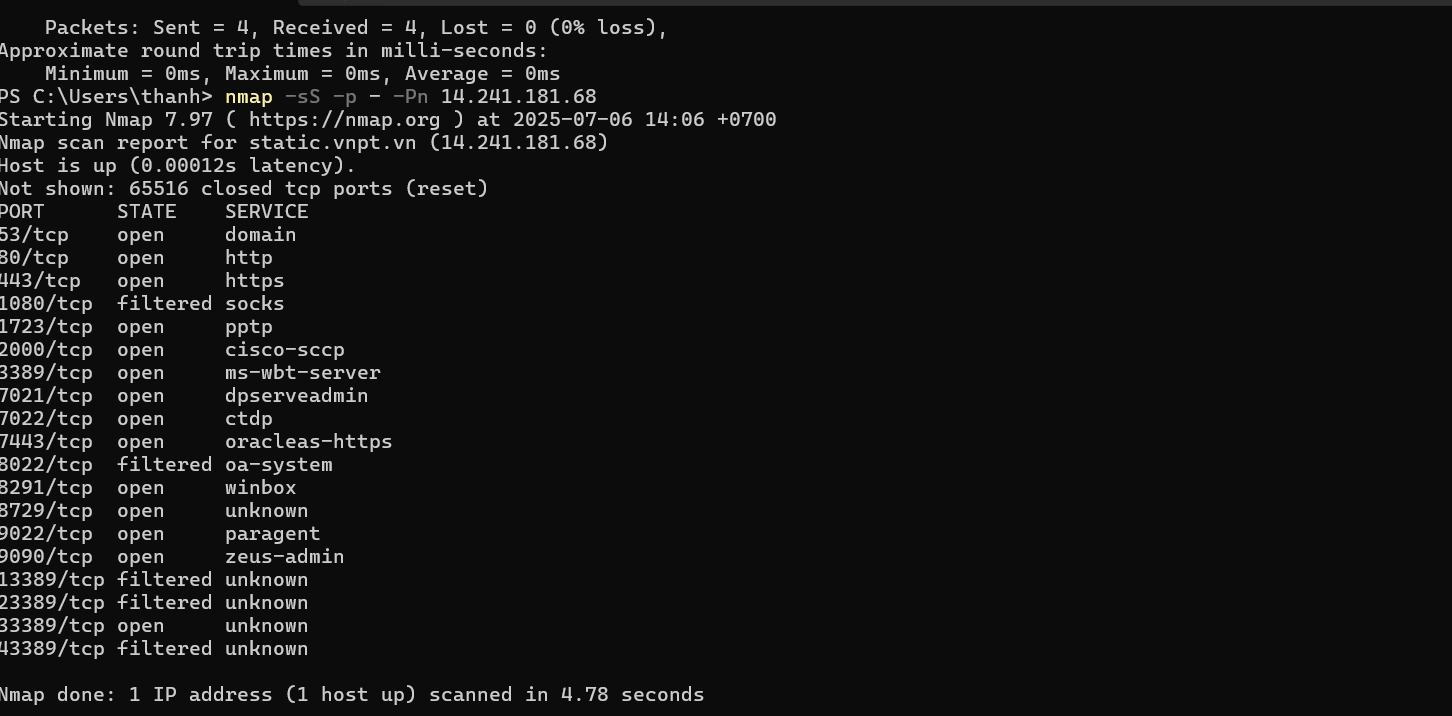 Packets: Sent = 4, Received = 4, Lost = 0 (0% loss),
Approximate round trip times in milli-seconds:
Minimum = 0ms, Maximum = 0ms, Average = 0ms
PS C:\Users\thanh> nmap -sS -p - -Pn 14.241.181.68
Starting Nmap 7.97 ( https://nmap.org ) at 2025-07-06 14:06 +0700
Nmap scan report for static.vnpt.vn (14.241.181.68)
Host is up (0.00012s latency).
Not shown: 65516 closed tcp ports (reset)
PORT STATE SERVICE
53/tcp open domain
80/tcp open http
443/tcp open https
1080/tcp filtered socks
1723/tcp open pptp
2000/tcp open cisco-sccp
3389/tcp open ms-wbt-server
7021/tcp open dpserveadmin
7022/tcp open ctdp
7443/tcp open oracleas-https
8022/tcp filtered oa-system
8291/tcp open winbox
8729/tcp open unknown
9022/tcp open paragent
9090/tcp open zeus-admin
13389/tcp filtered unknown
23389/tcp filtered unknown
33389/tcp open unknown
43389/tcp filtered unknown
Nmap done: 1 IP address (1 host up) scanned in 4.78 seconds